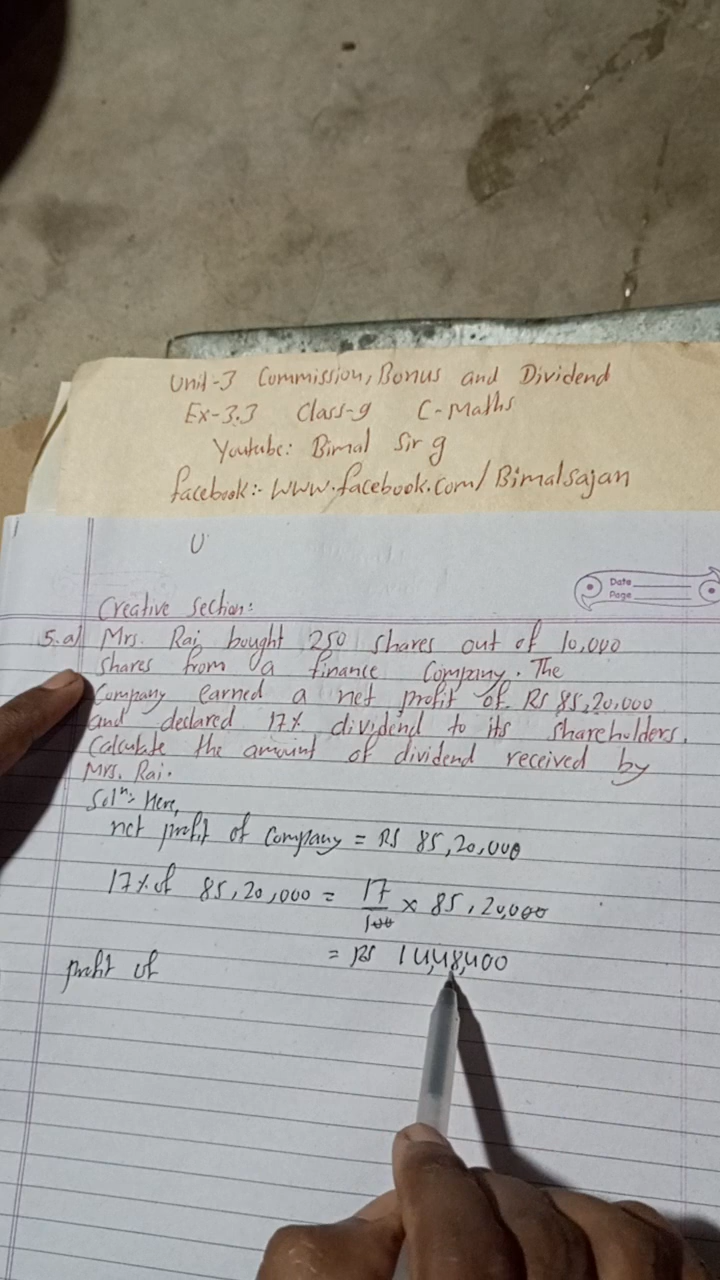 Unit-3 Commission, Bonus and Dividend
Ex-3.3 Class-9 C-Maths
Youtube: Bimal Sir g
facebook:- www.facebook.com/Bimalsajan
U
Date
Page
Creative Section:
5.a) Mrs. Rai bought 250 shares out of 10,000
shares from a finance Company. The
Company earned a net profit of Rs 85,20,000
and declared 17% dividend to its shareholders.
Calculate the amount of dividend received by
Mrs. Rai.
Solⁿ: Here,
net profit of Company = Rs 85,20,000
17% of 85,20,000 = 17/100 × 85,20,000
= Rs 14,48,400
profit of